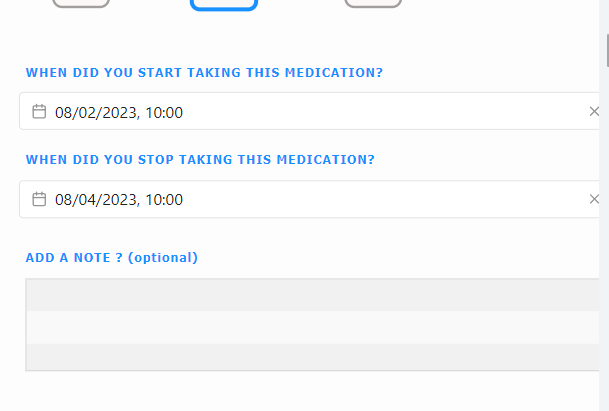 WHEN DID YOU START TAKING THIS MEDICATION?
08/02/2023, 10:00
WHEN DID YOU STOP TAKING THIS MEDICATION?
08/04/2023, 10:00
ADD A NOTE ? (optional)